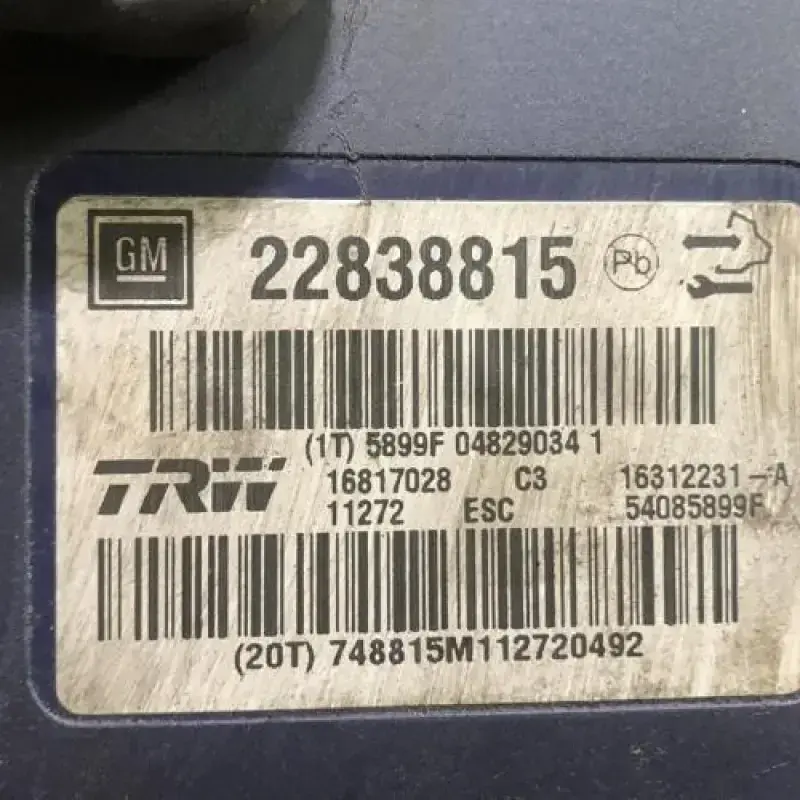 GM 22838815 Pb
(1T) 5899F 04829034 1
TRW 16817028 C3 16312231-A
11272 ESC 54085899F
(20T) 748815M112720492